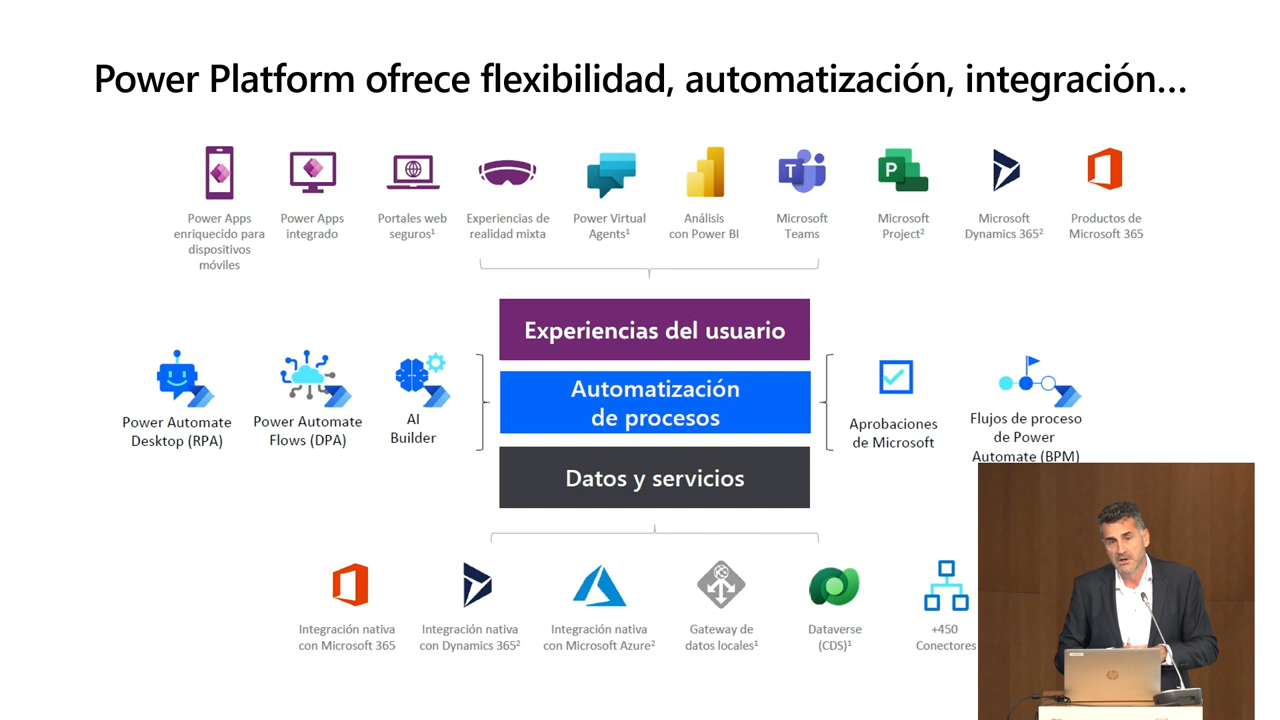 Power Platform ofrece flexibilidad, automatización, integración...
Power Apps
enriquecido para
dispositivos
móviles
Power Apps
integrado
Portales web
seguros¹
Experiencias de
realidad mixta
Power Virtual
Agents¹
Análisis
con Power BI
Microsoft
Teams
Microsoft
Project²
Microsoft
Dynamics 365²
Productos de
Microsoft 365
Experiencias del usuario
Automatización
de procesos
Datos y servicios
Power Automate
Desktop (RPA)
Power Automate
Flows (DPA)
AI
Builder
Aprobaciones
de Microsoft
Flujos de proceso
de Power
Automate (BPM)
Integración nativa
con Microsoft 365
Integración nativa
con Dynamics 365²
Integración nativa
con Microsoft Azure²
Gateway de
datos locales¹
Dataverse
(CDS)¹
+450
Conectores